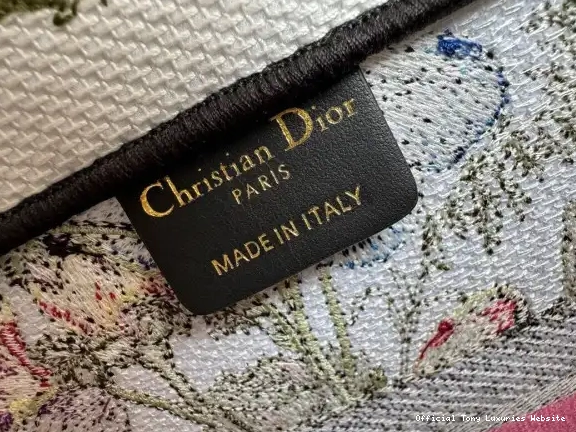 Christian Dior
PARIS
MADE IN ITALY
Official Tony Luxuries Website